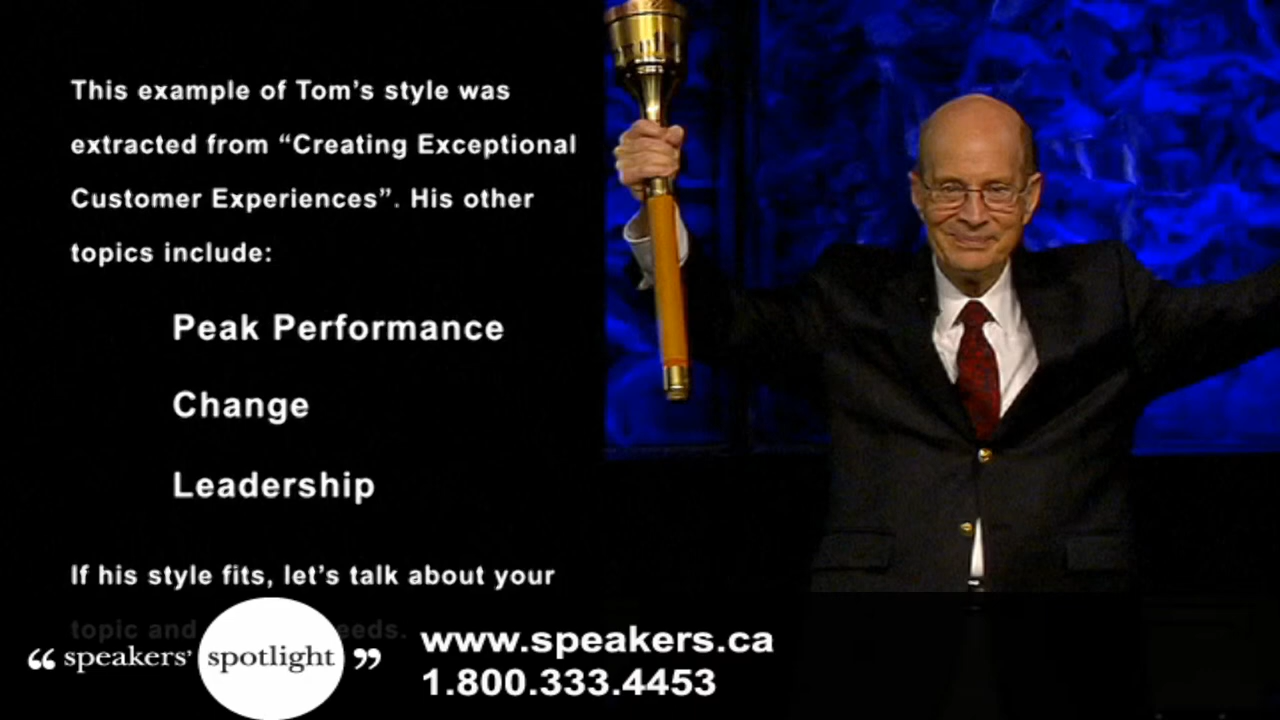 This example of Tom’s style was
extracted from “Creating Exceptional
Customer Experiences”. His other
topics include:
Peak Performance
Change
Leadership
If his style fits, let’s talk about your
topic and eeds.
“ speakers’ spotlight ”
www.speakers.ca
1.800.333.4453